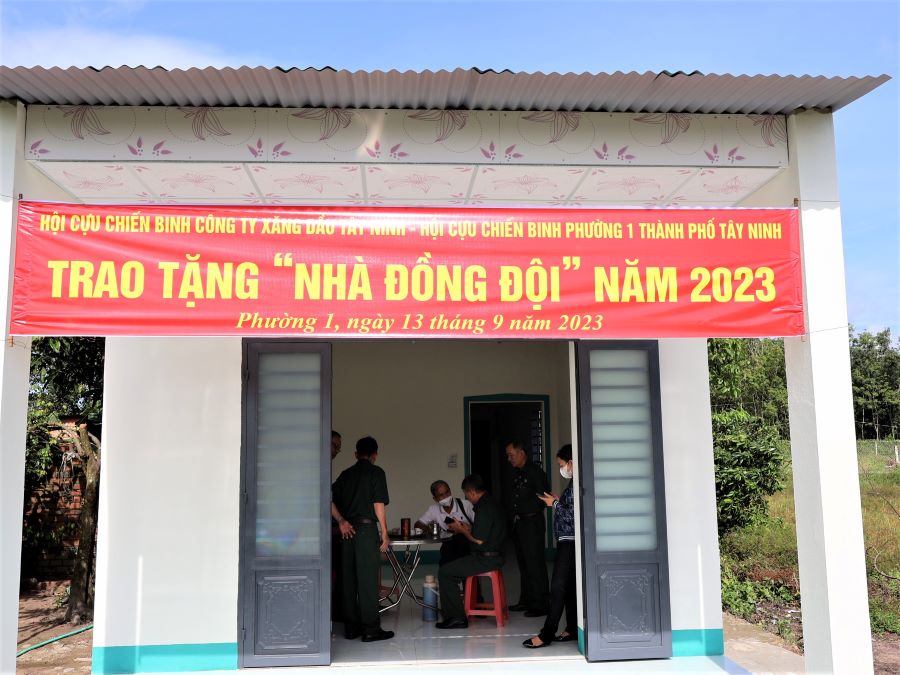 HỘI CỰU CHIẾN BINH CÔNG TY XĂNG DẦU TÂY NINH - HỘI CỰU CHIẾN BINH PHƯỜNG 1 THÀNH PHỐ TÂY NINH
TRAO TẶNG “NHÀ ĐỒNG ĐỘI” NĂM 2023
Phường 1, ngày 13 tháng 9 năm 2023